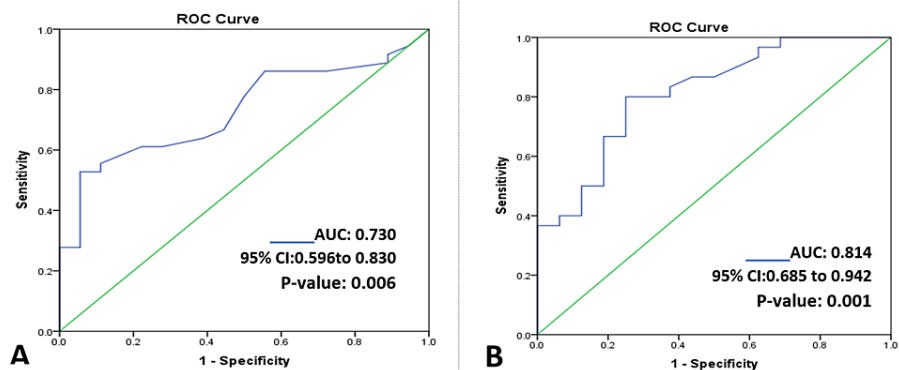 ROC Curve
1.0
0.8
0.6
0.4
0.2
0.0
Sensitivity
AUC: 0.730
95% CI:0.596to 0.830
P-value: 0.006
0.0 0.2 0.4 0.6 0.8 1.0
1 - Specificity
A
ROC Curve
1.0
0.8
0.6
0.4
0.2
0.0
Sensitivity
AUC: 0.814
95% CI:0.685 to 0.942
P-value: 0.001
0.0 0.2 0.4 0.6 0.8 1.0
1 - Specificity
B